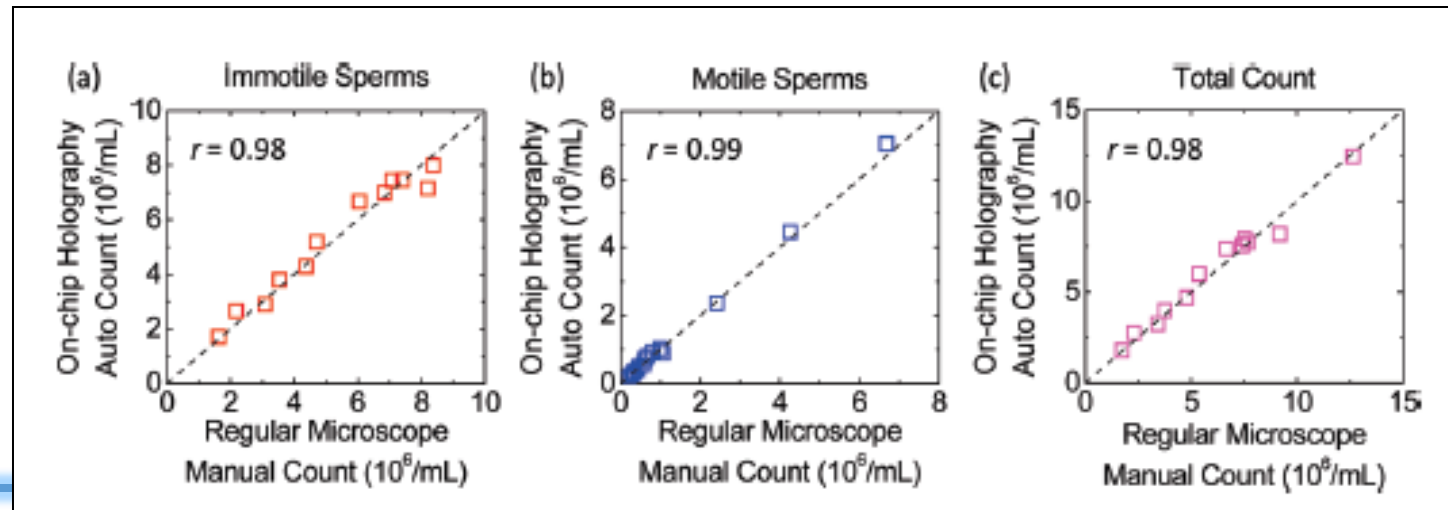 (a) Immotile Sperms
10
8
6
4
2
0
On-chip Holography
Auto Count (10⁶/mL)
r = 0.98
0 2 4 6 8 10
Regular Microscope
Manual Count (10⁶/mL)
(b) Motile Sperms
8
6
4
2
0
On-chip Holography
Auto Count (10⁶/mL)
r = 0.99
0 2 4 6 8
Regular Microscope
Manual Count (10⁶/mL)
(c) Total Count
15
10
5
0
On-chip Holography
Auto Count (10⁶/mL)
r = 0.98
0 5 10 15
Regular Microscope
Manual Count (10⁶/mL)